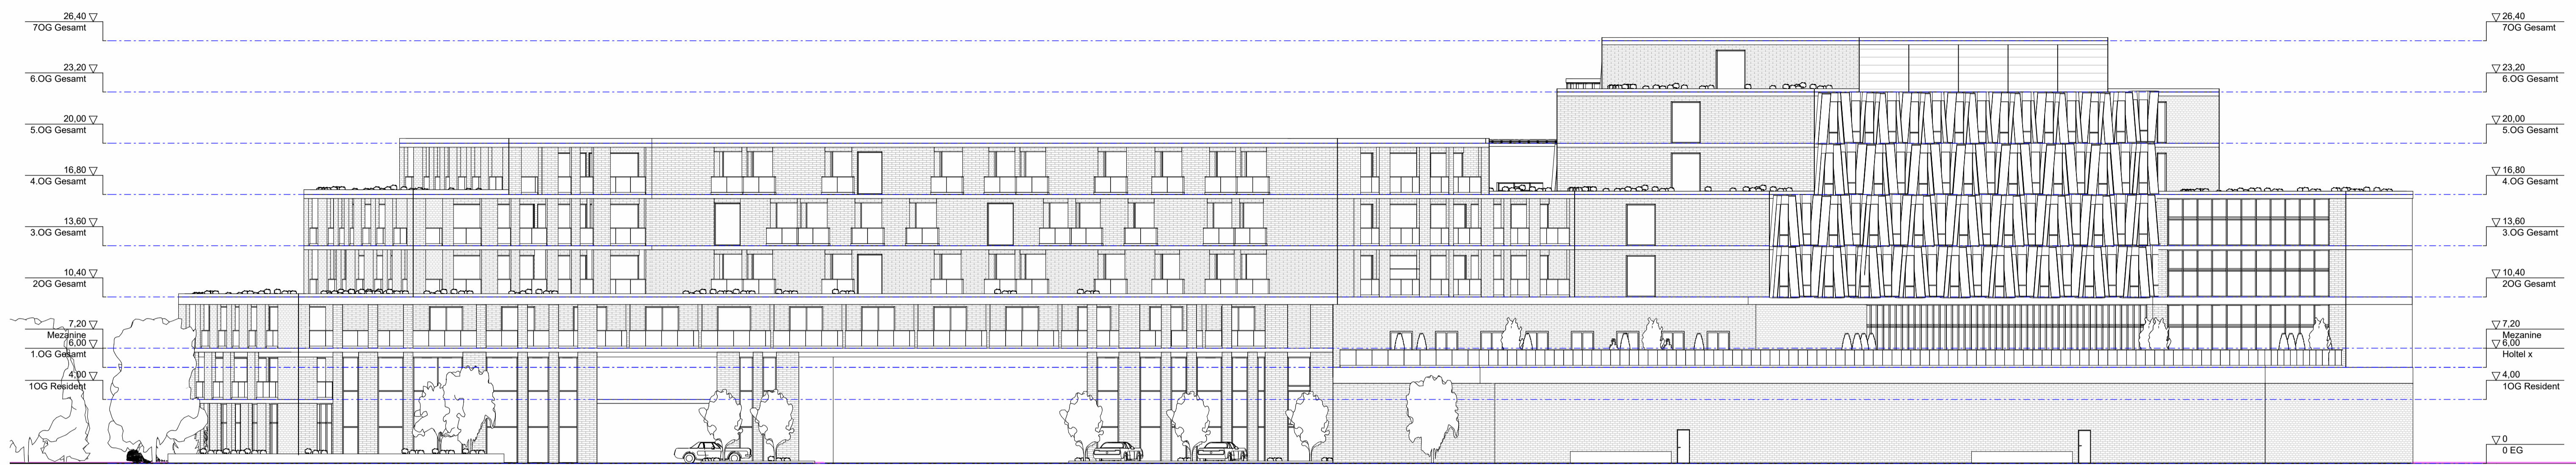 26,40
7OG Gesamt
23,20
6.OG Gesamt
20,00
5.OG Gesamt
16,80
4.OG Gesamt
13,60
3.OG Gesamt
10,40
2OG Gesamt
7,20
Mezanine
6,00
1.OG Gesamt
4,00
1OG Resident
26,40
7OG Gesamt
23,20
6.OG Gesamt
20,00
5.OG Gesamt
16,80
4.OG Gesamt
13,60
3.OG Gesamt
10,40
2OG Gesamt
7,20
Mezanine
6,00
Holtel x
4,00
1OG Resident
0
0 EG